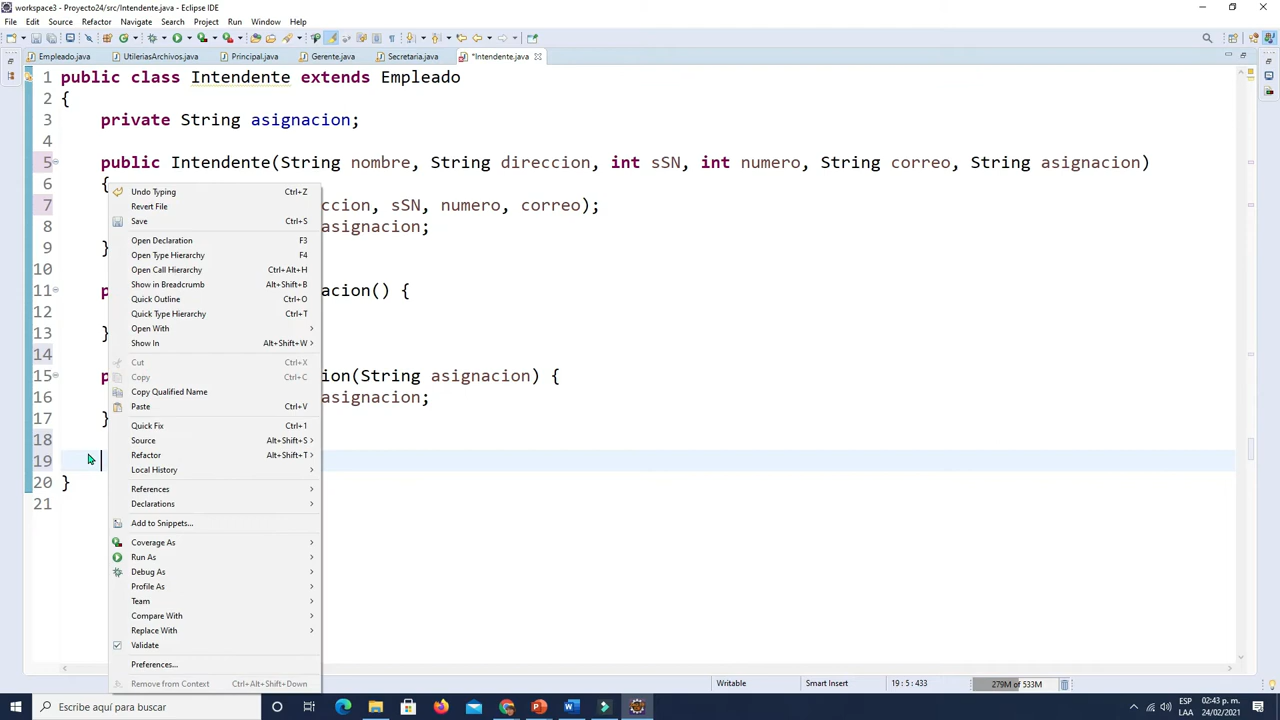 workspace3 - Proyecto24/src/Intendente.java - Eclipse IDE
File Edit Source Refactor Navigate Search Project Run Window Help
Empleado.java UtileriasArchivos.java Principal.java Gerente.java Secretaria.java *Intendente.java
1 public class Intendente extends Empleado
2 {
3 private String asignacion;
4
5 public Intendente(String nombre, String direccion, int sSN, int numero, String correo, String asignacion)
6 {
7 ccion, sSN, numero, correo);
8 asignacion;
9 }
10
11 p acion() {
12
13 }
14
15 p ion(String asignacion) {
16 asignacion;
17 }
18
19
20 }
21
Undo Typing Ctrl+Z
Revert File
Save Ctrl+S
Open Declaration F3
Open Type Hierarchy F4
Open Call Hierarchy Ctrl+Alt+H
Show in Breadcrumb Alt+Shift+B
Quick Outline Ctrl+O
Quick Type Hierarchy Ctrl+T
Open With
Show In Alt+Shift+W
Cut Ctrl+X
Copy Ctrl+C
Copy Qualified Name
Paste Ctrl+V
Quick Fix Ctrl+1
Source Alt+Shift+S
Refactor Alt+Shift+T
Local History
References
Declarations
Add to Snippets...
Coverage As
Run As
Debug As
Profile As
Team
Compare With
Replace With
Validate
Preferences...
Remove from Context Ctrl+Alt+Shift+Down
Writable Smart Insert 19 : 5 : 433 279M of 533M
Escribe aquí para buscar
ESP 02:43 p. m.
LAA 24/02/2021